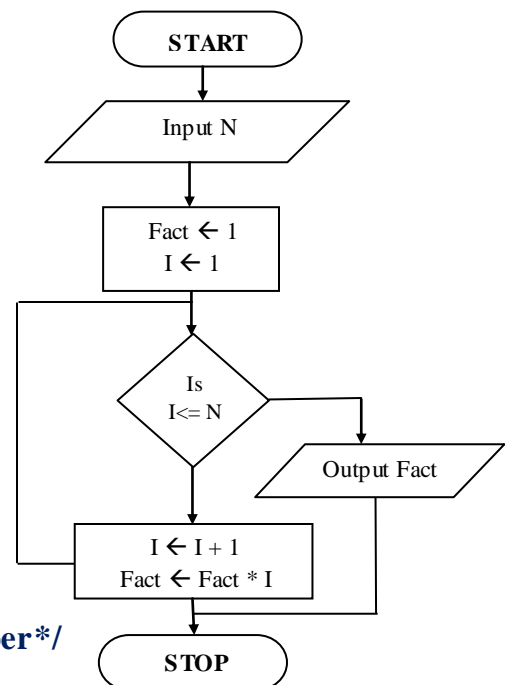 START
Input N
Fact ← 1
I ← 1
Is
I<= N
Output Fact
I ← I + 1
Fact ← Fact * I
er*/
STOP